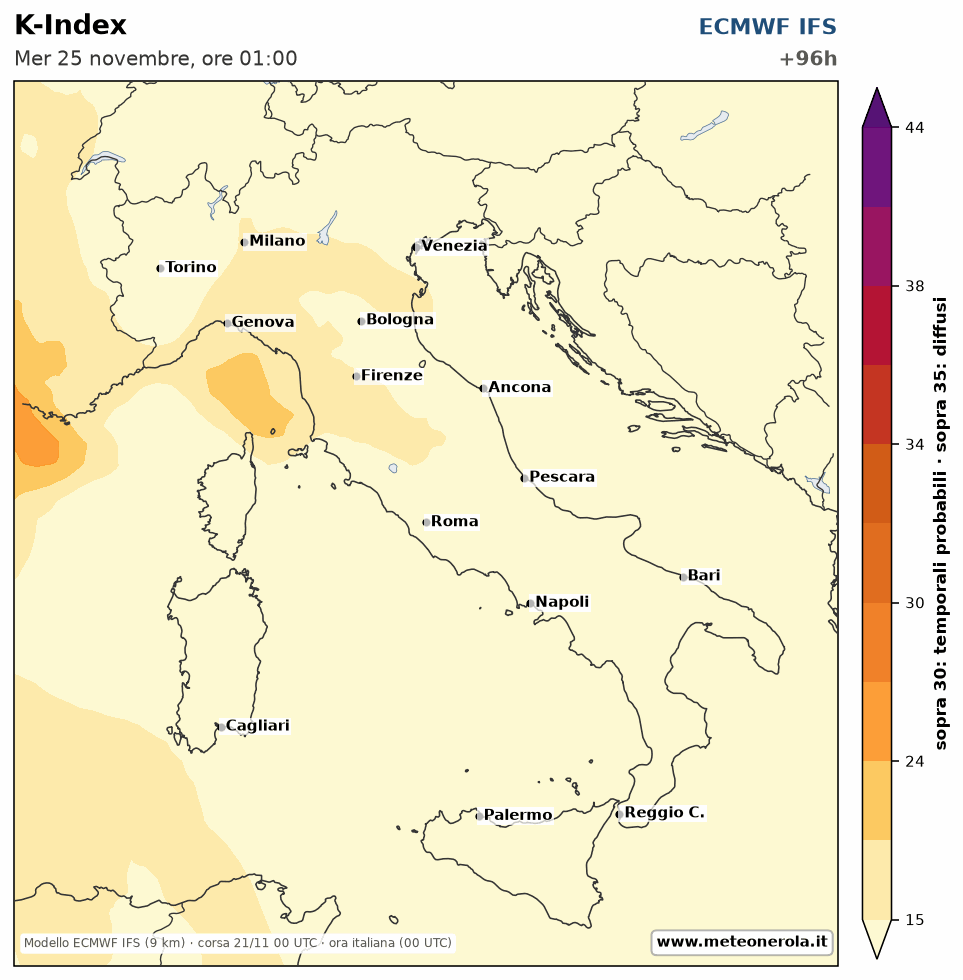 K-Index
ECMWF IFS
Mer 25 novembre, ore 01:00
+96h
Milano
Venezia
Torino
Genova
Bologna
Firenze
Ancona
Pescara
Roma
Bari
Napoli
Cagliari
Palermo
Reggio C.
44
38
34
30
24
15
sopra 30: temporali probabili · sopra 35: diffusi
Modello ECMWF IFS (9 km) · corsa 21/11 00 UTC · ora italiana (00 UTC)
www.meteonerola.it